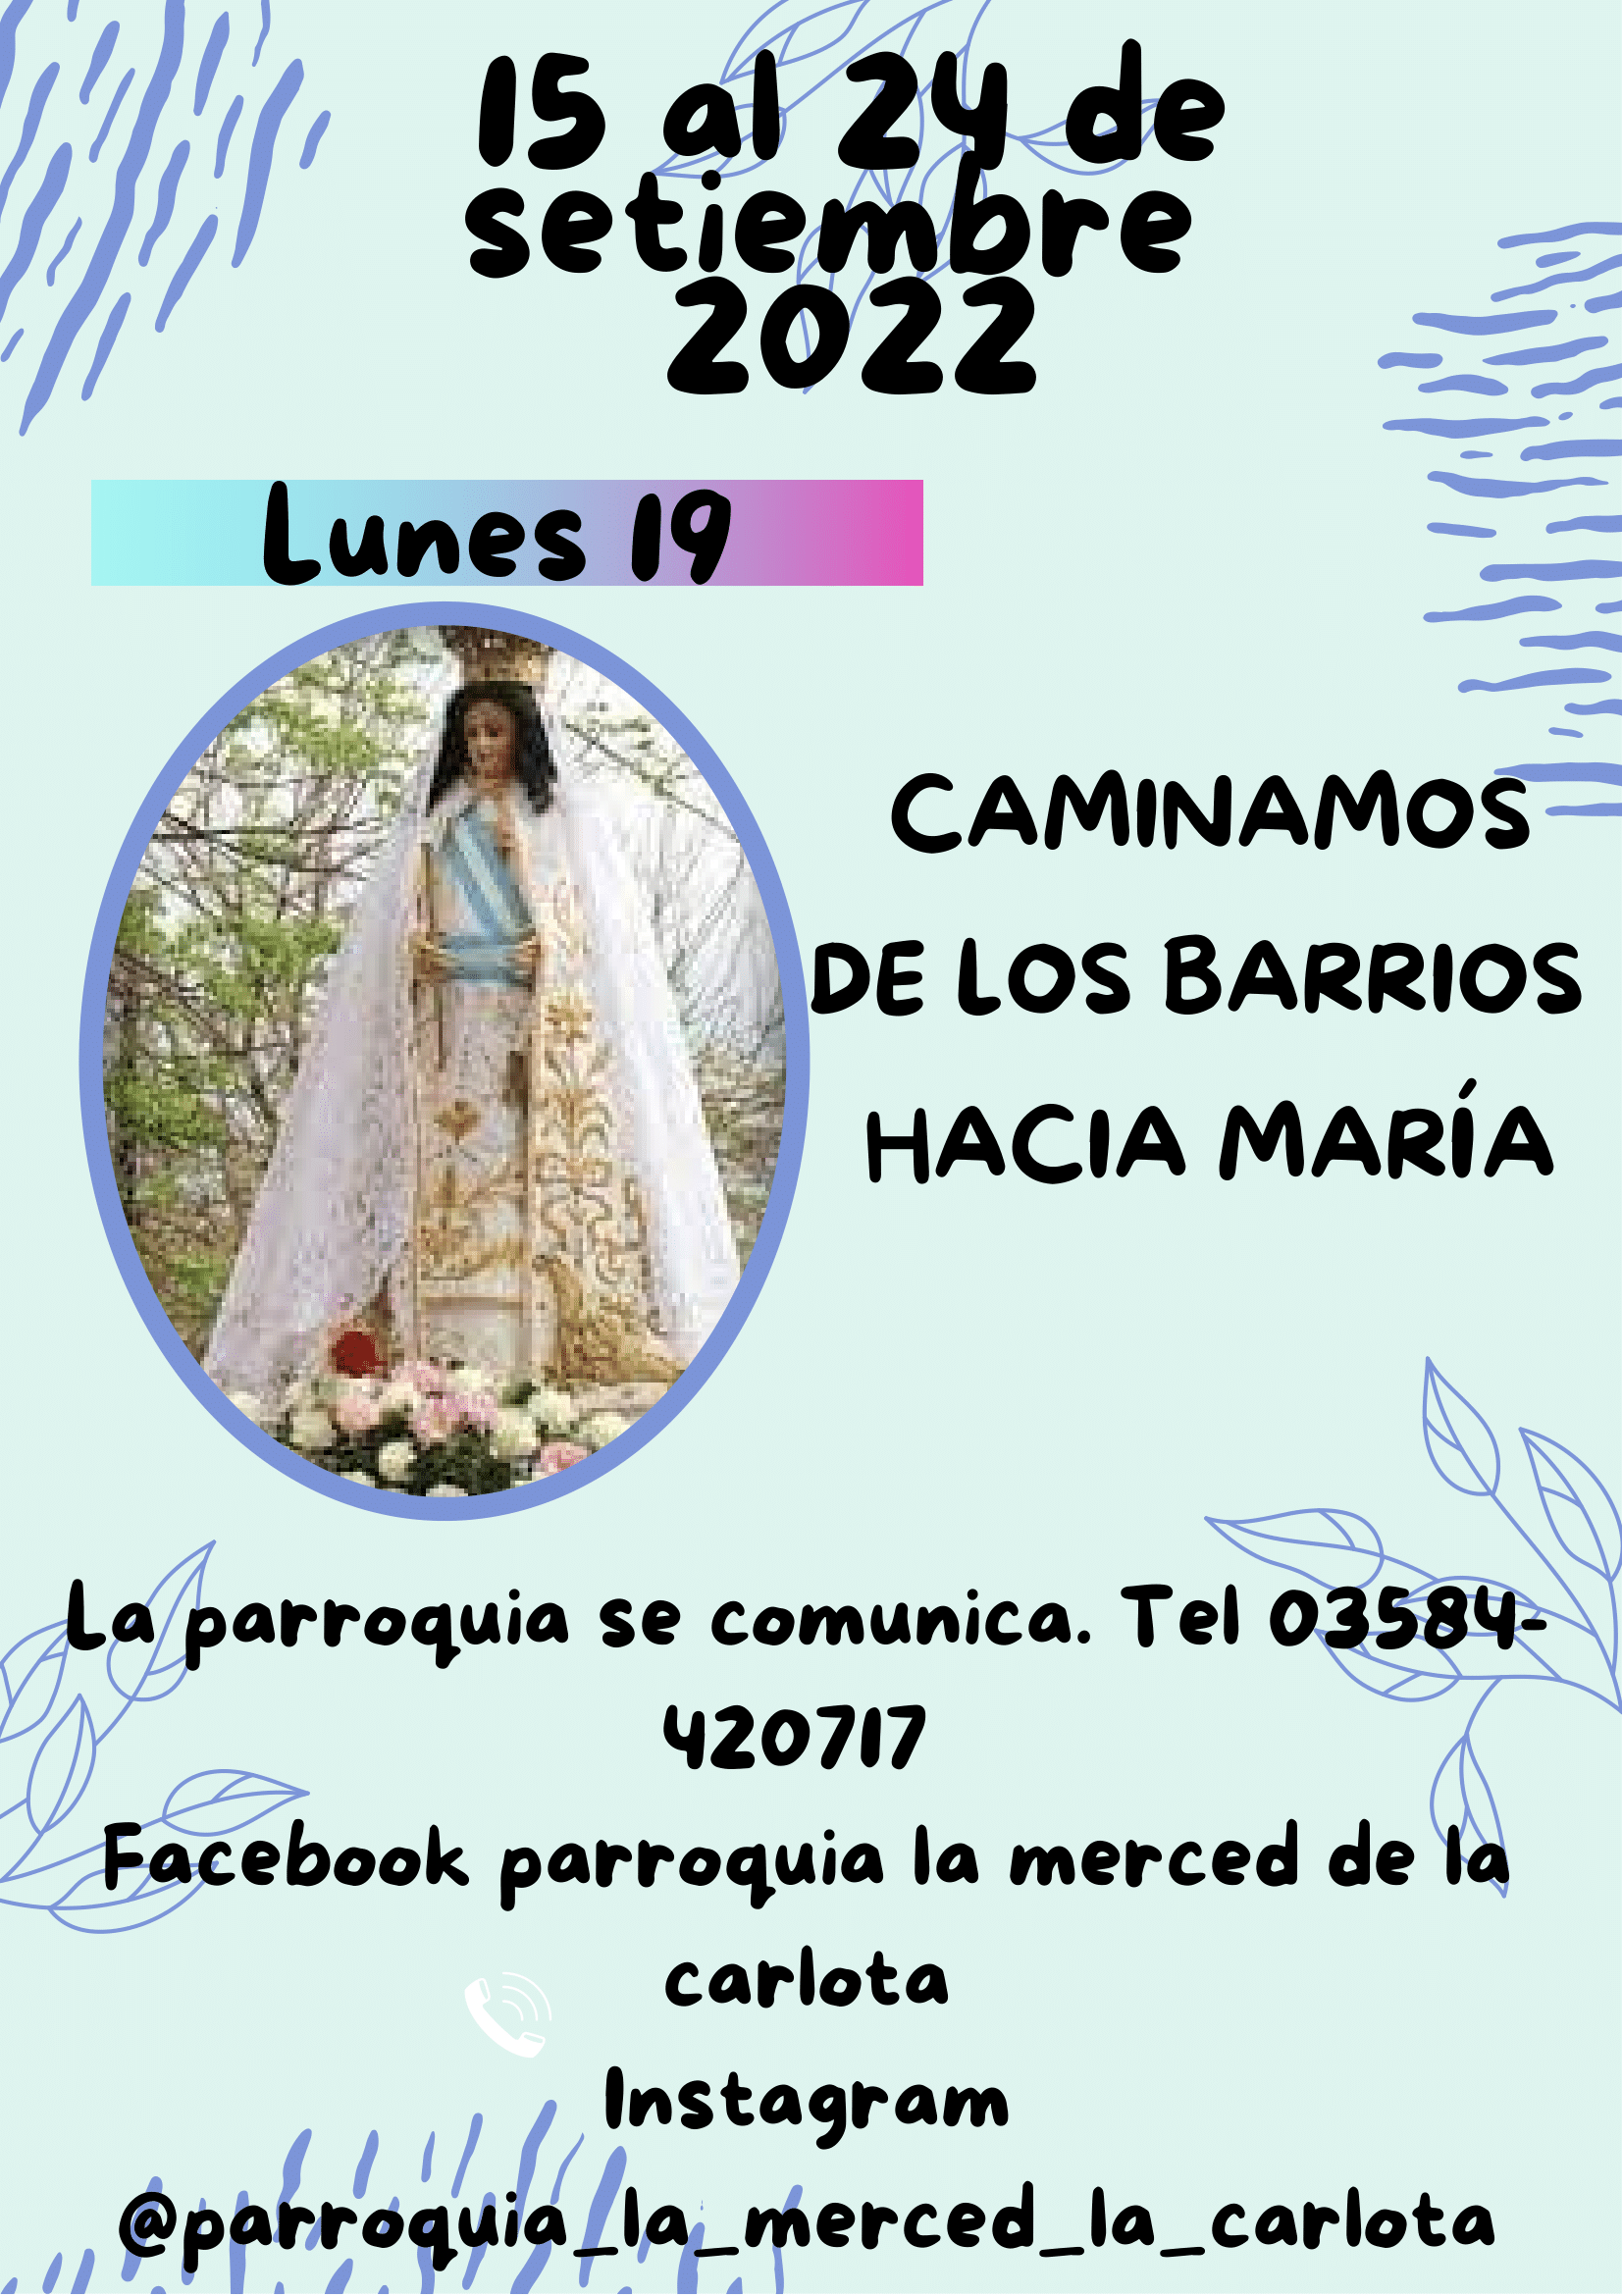 15 al 24 de
setiembre
2022
Lunes 19
CAMINAMOS
DE LOS BARRIOS
HACIA MARÍA
La parroquia se comunica. Tel 03584-
420717
Facebook parroquia la merced de la
carlota
Instagram
@parroquia_la_merced_la_carlota